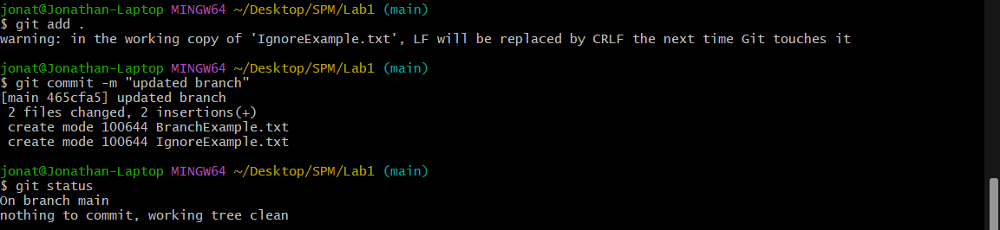 jonat@Jonathan-Laptop MINGW64 ~/Desktop/SPM/Lab1 (main)
$ git add .
warning: in the working copy of 'IgnoreExample.txt', LF will be replaced by CRLF the next time Git touches it
jonat@Jonathan-Laptop MINGW64 ~/Desktop/SPM/Lab1 (main)
$ git commit -m "updated branch"
[main 465cfa5] updated branch
 2 files changed, 2 insertions(+)
 create mode 100644 BranchExample.txt
 create mode 100644 IgnoreExample.txt
jonat@Jonathan-Laptop MINGW64 ~/Desktop/SPM/Lab1 (main)
$ git status
On branch main
nothing to commit, working tree clean